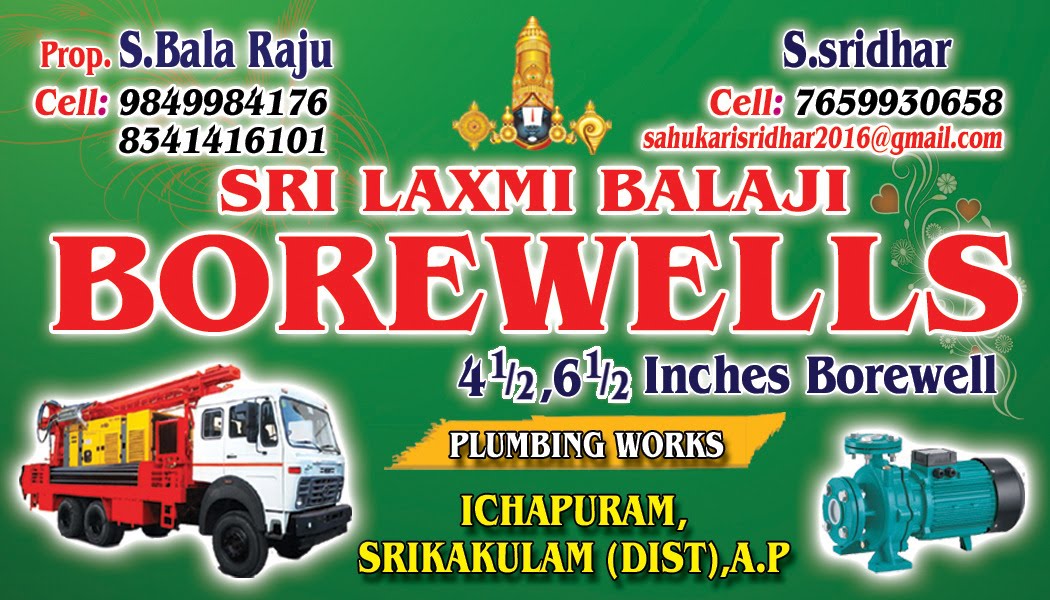 Prop. S.Bala Raju
Cell: 9849984176
8341416101
S.sridhar
Cell: 7659930658
sahukarisridhar2016@gmail.com
SRI LAXMI BALAJI
BOREWELLS
4½,6½ Inches Borewell
PLUMBING WORKS
ICHAPURAM,
SRIKAKULAM (DIST),A.P